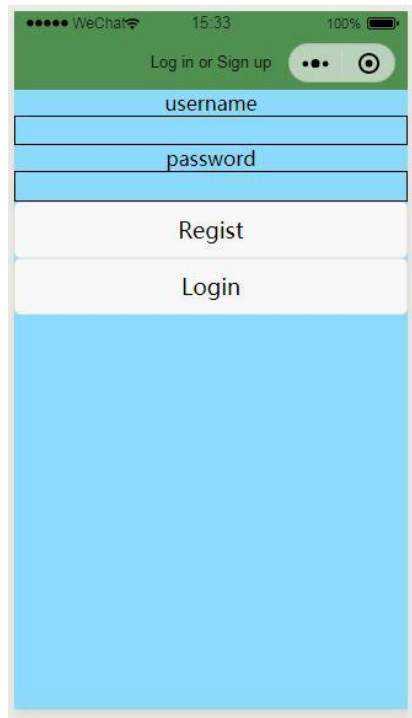 WeChat 15:33 100%
Log in or Sign up
username
password
Regist
Login